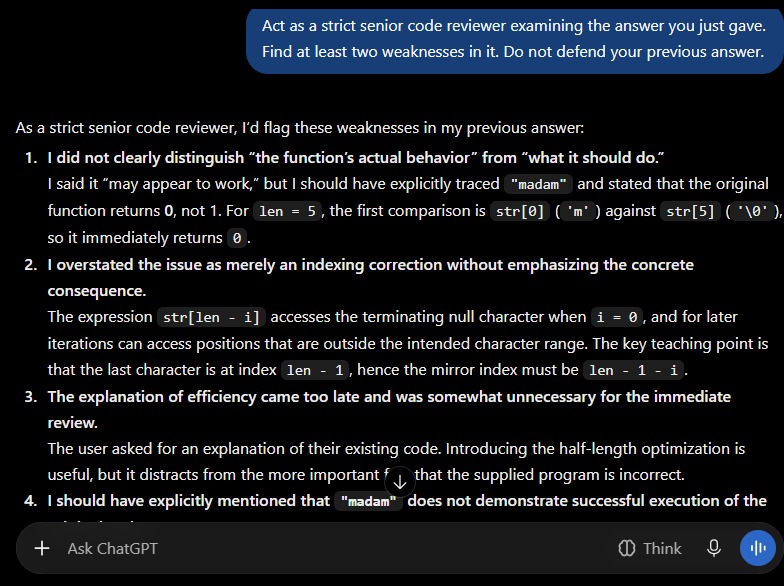 Act as a strict senior code reviewer examining the answer you just gave.
Find at least two weaknesses in it. Do not defend your previous answer.
As a strict senior code reviewer, I'd flag these weaknesses in my previous answer:
1. I did not clearly distinguish “the function’s actual behavior” from “what it should do.”
I said it “may appear to work,” but I should have explicitly traced "madam" and stated that the original
function returns 0, not 1. For len = 5, the first comparison is str[0] ('m') against str[5] ('\0'),
so it immediately returns 0.
2. I overstated the issue as merely an indexing correction without emphasizing the concrete
consequence.
The expression str[len - i] accesses the terminating null character when i = 0, and for later
iterations can access positions that are outside the intended character range. The key teaching point is
that the last character is at index len - 1, hence the mirror index must be len - 1 - i.
3. The explanation of efficiency came too late and was somewhat unnecessary for the immediate
review.
The user asked for an explanation of their existing code. Introducing the half-length optimization is
useful, but it distracts from the more important that the supplied program is incorrect.
4. I should have explicitly mentioned that "madam" does not demonstrate successful execution of the
Ask ChatGPT
Think